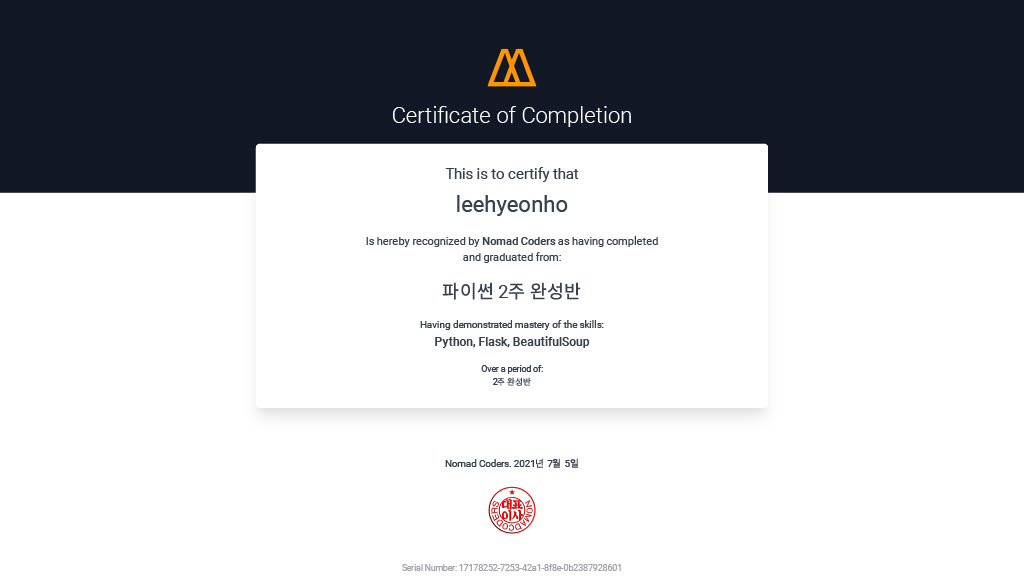 Certificate of Completion
This is to certify that
leehyeonho
Is hereby recognized by Nomad Coders as having completed
and graduated from:
파이썬 2주 완성반
Having demonstrated mastery of the skills:
Python, Flask, BeautifulSoup
Over a period of:
2주 완성반
Nomad Coders. 2021년 7월 5일
대표
이사
NOMADCODERS
Serial Number: 17178252-7253-42a1-8f8e-0b2387928601